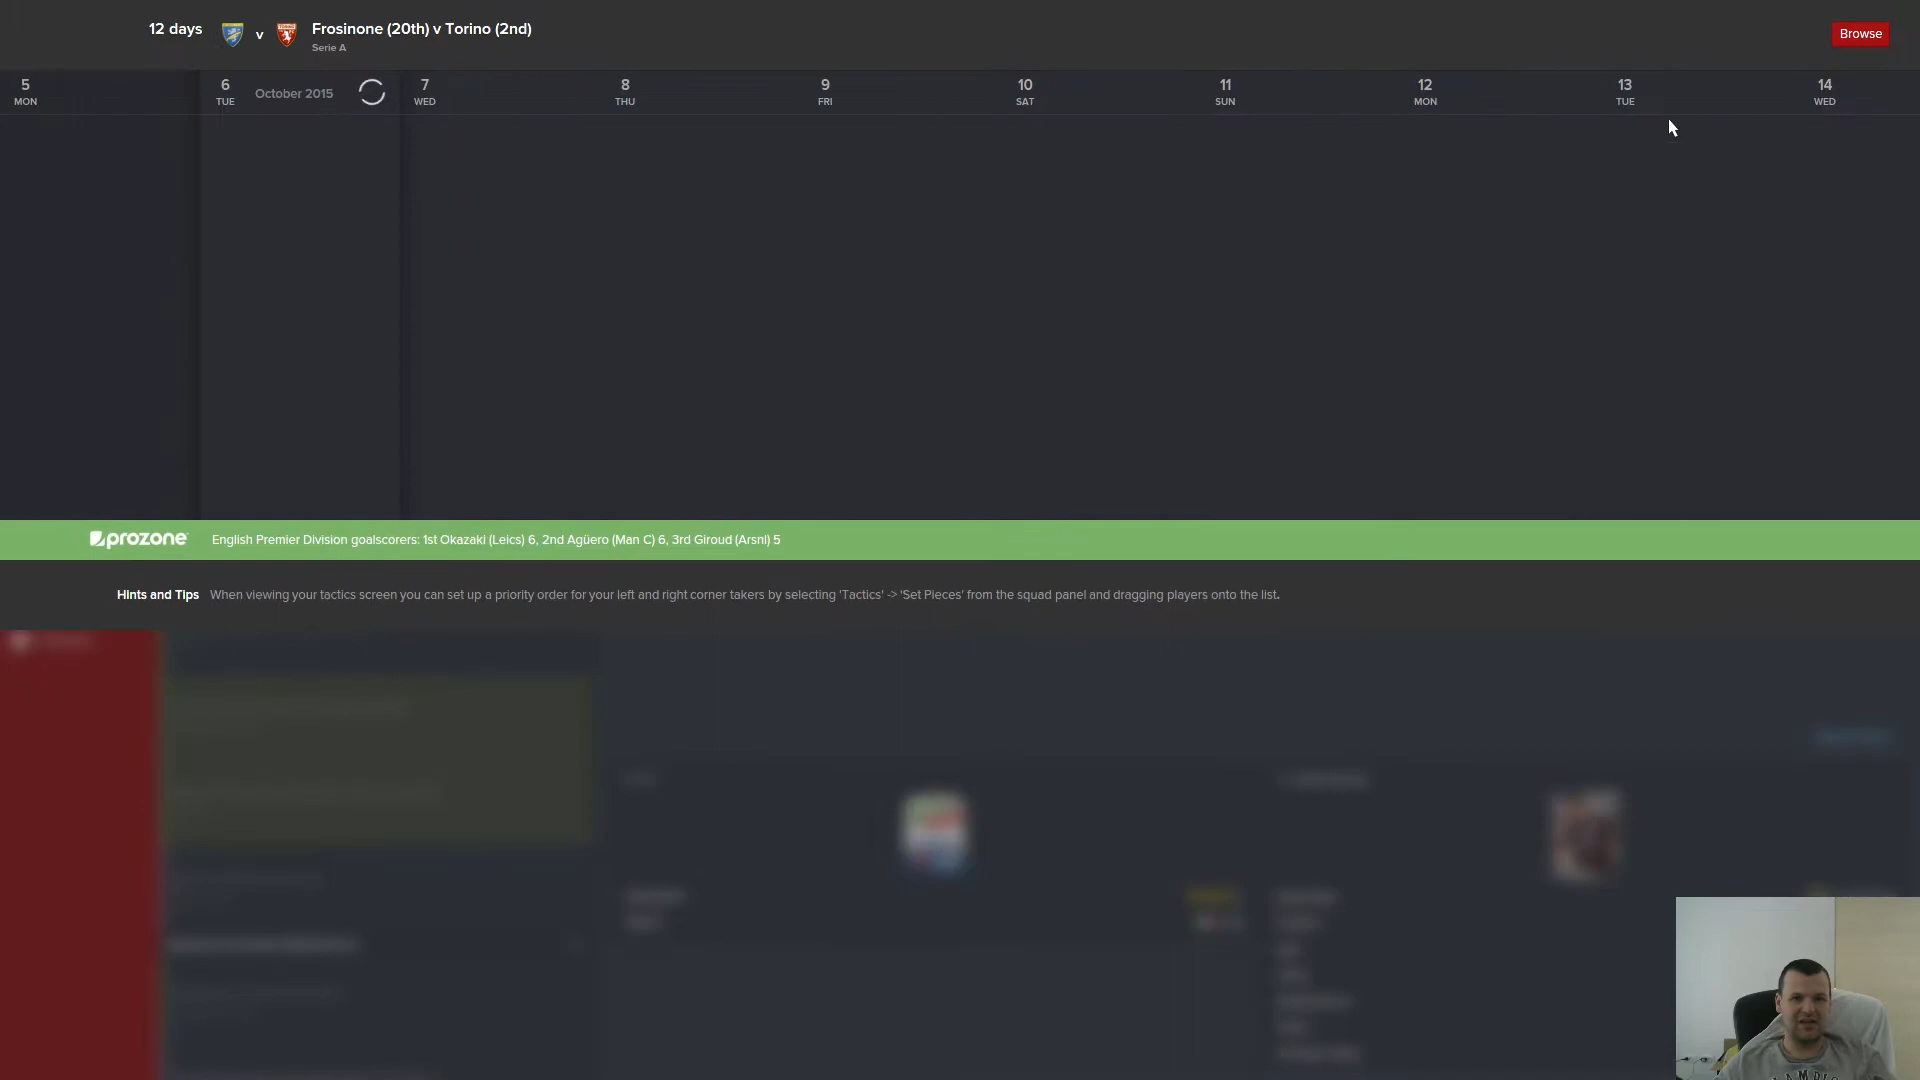 12 days
v
Frosinone (20th) v Torino (2nd)
Serie A
Browse
5
MON
6
TUE
October 2015
7
WED
8
THU
9
FRI
10
SAT
11
SUN
12
MON
13
TUE
14
WED
prozone
English Premier Division goalscorers: 1st Okazaki (Leics) 6, 2nd Agüero (Man C) 6, 3rd Giroud (Arsnl) 5
Hints and Tips
When viewing your tactics screen you can set up a priority order for your left and right corner takers by selecting 'Tactics' -> 'Set Pieces' from the squad panel and dragging players onto the list.